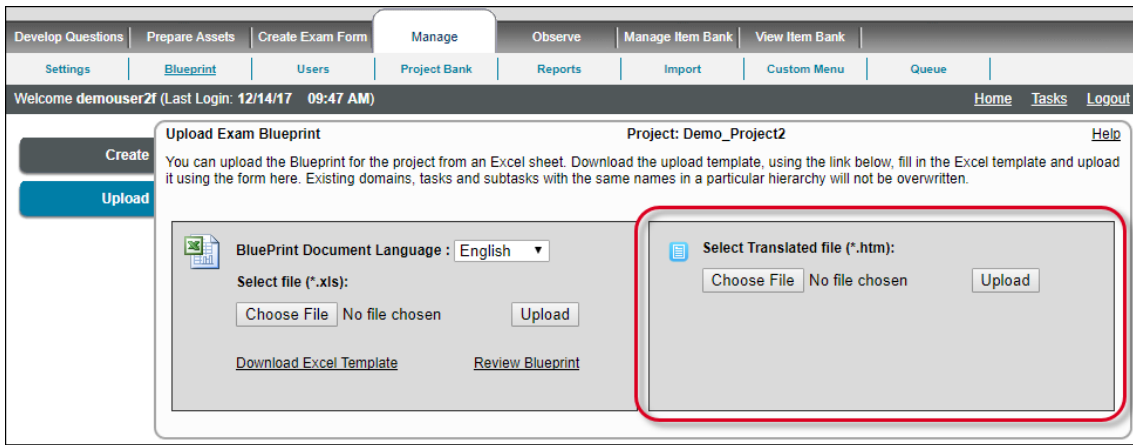 Develop Questions Prepare Assets Create Exam Form Manage Observe Manage Item Bank View Item Bank
Settings Blueprint Users Project Bank Reports Import Custom Menu Queue
Welcome demouser2f (Last Login: 12/14/17 09:47 AM) Home Tasks Logout
Create
Upload
Upload Exam Blueprint Project: Demo_Project2 Help
You can upload the Blueprint for the project from an Excel sheet. Download the upload template, using the link below, fill in the Excel template and upload
it using the form here. Existing domains, tasks and subtasks with the same names in a particular hierarchy will not be overwritten.
BluePrint Document Language : English
Select file (*.xls):
Choose File No file chosen Upload
Download Excel Template Review Blueprint
Select Translated file (*.htm):
Choose File No file chosen Upload